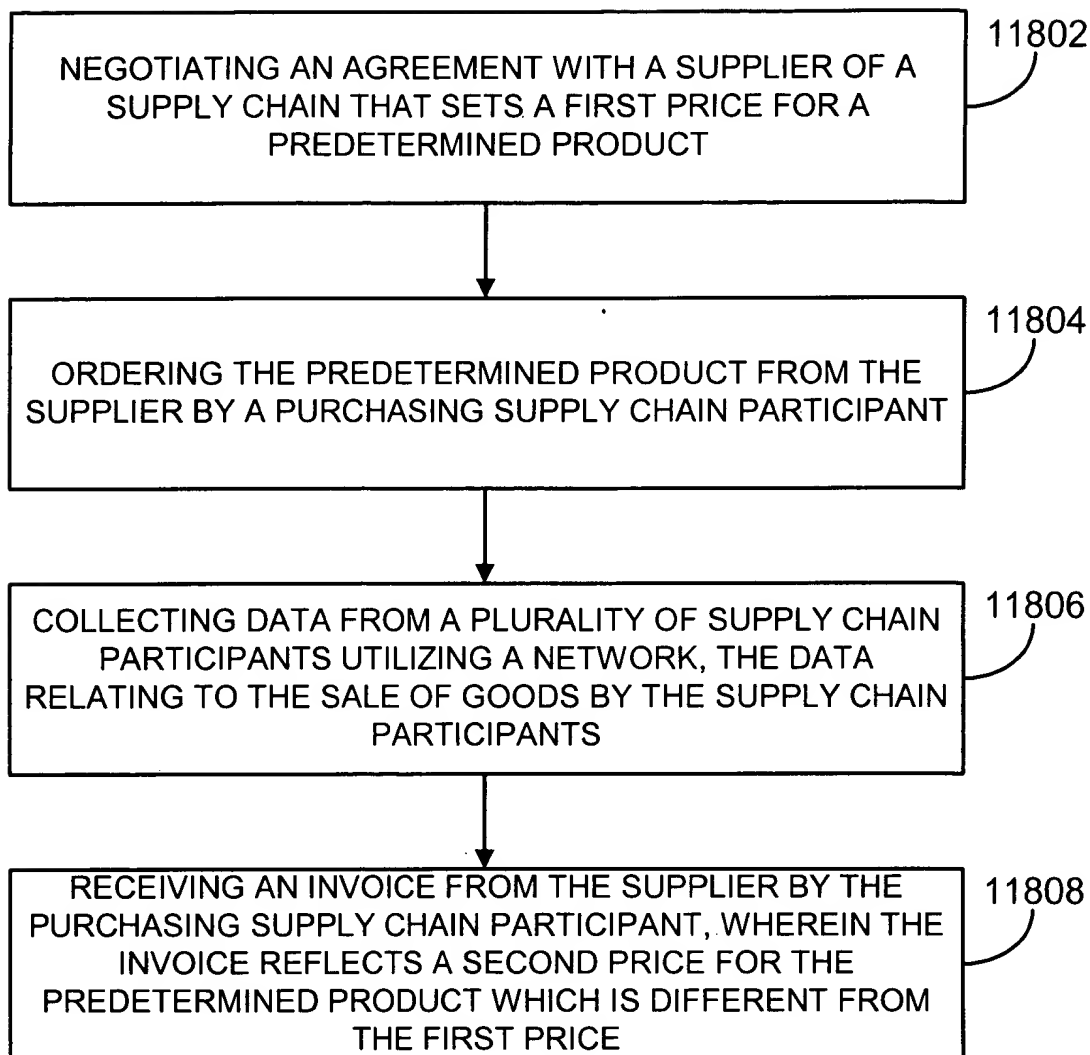 11802
NEGOTIATING AN AGREEMENT WITH A SUPPLIER OF A
SUPPLY CHAIN THAT SETS A FIRST PRICE FOR A
PREDETERMINED PRODUCT
11804
ORDERING THE PREDETERMINED PRODUCT FROM THE
SUPPLIER BY A PURCHASING SUPPLY CHAIN PARTICIPANT
11806
COLLECTING DATA FROM A PLURALITY OF SUPPLY CHAIN
PARTICIPANTS UTILIZING A NETWORK, THE DATA
RELATING TO THE SALE OF GOODS BY THE SUPPLY CHAIN
PARTICIPANTS
11808
RECEIVING AN INVOICE FROM THE SUPPLIER BY THE
PURCHASING SUPPLY CHAIN PARTICIPANT, WHEREIN THE
INVOICE REFLECTS A SECOND PRICE FOR THE
PREDETERMINED PRODUCT WHICH IS DIFFERENT FROM
THE FIRST PRICE